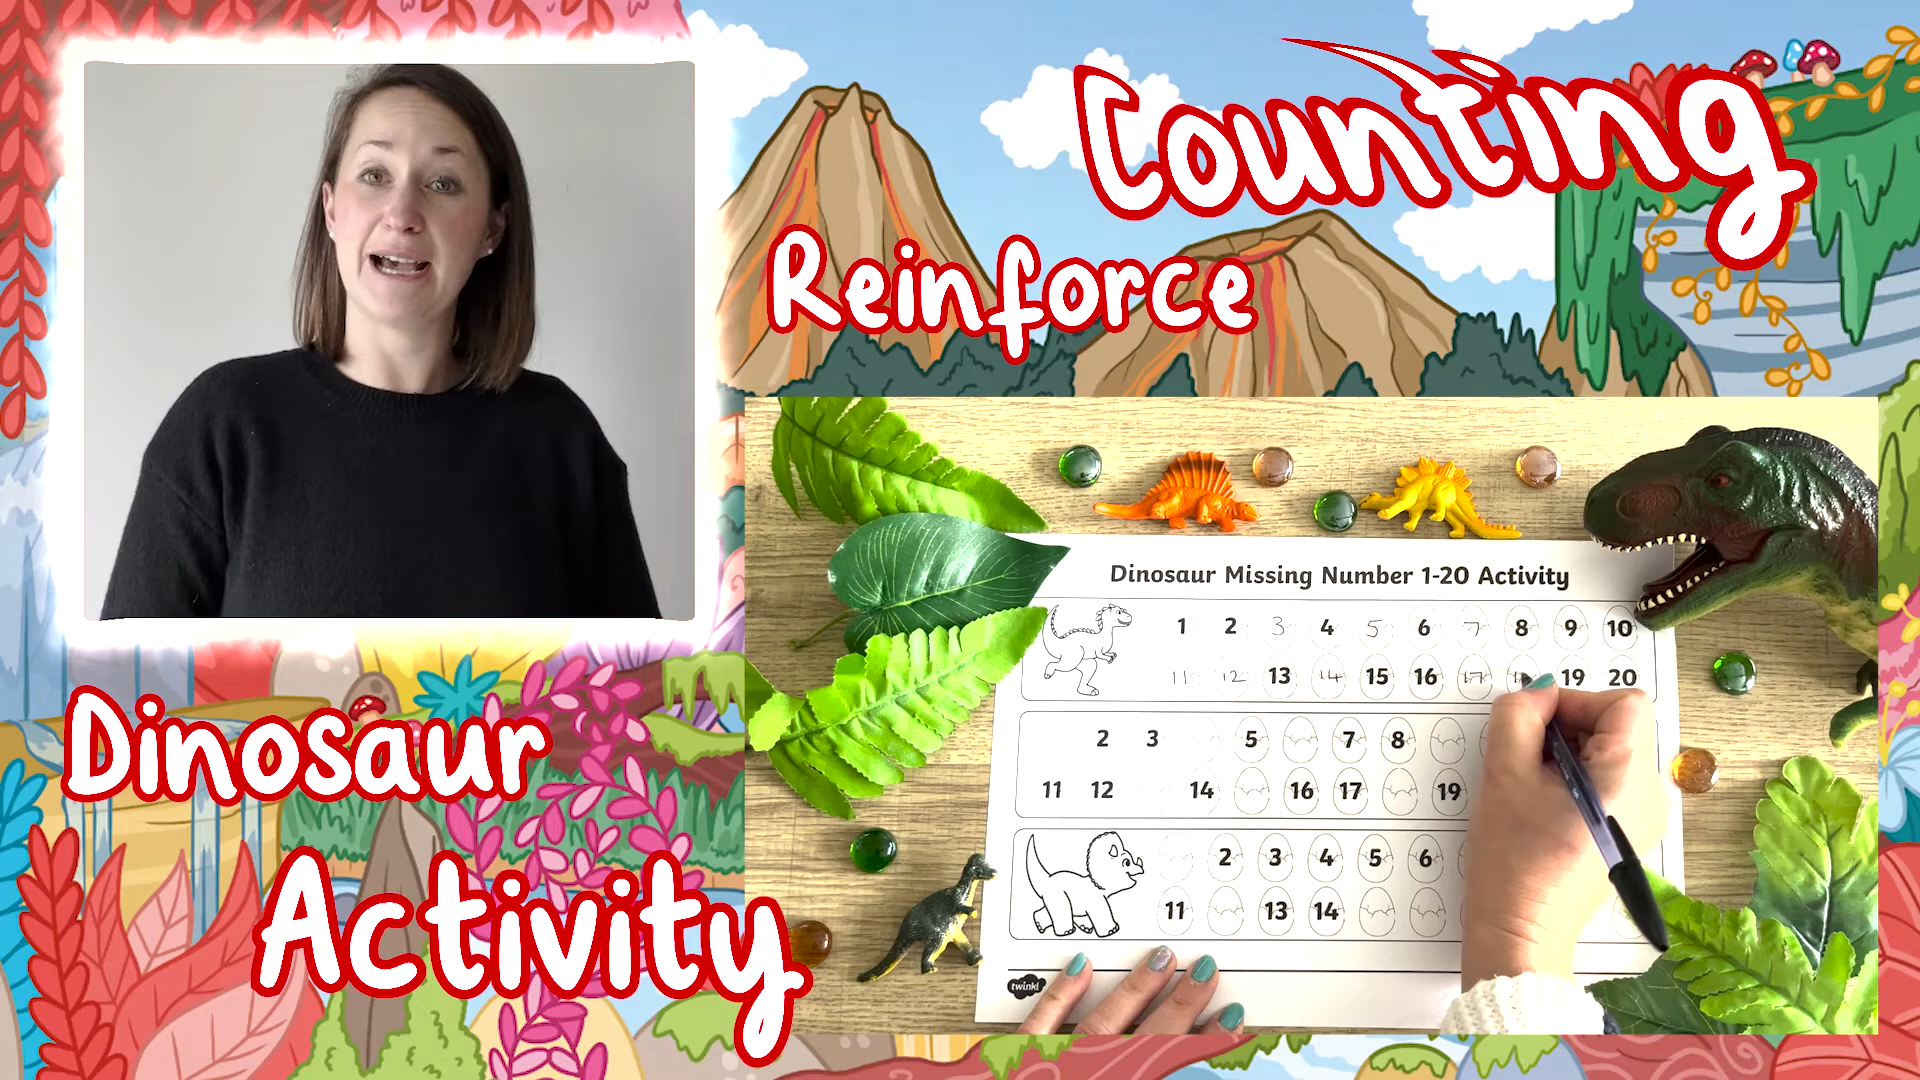 Counting
Reinforce
Dinosaur
Activity
Dinosaur Missing Number 1-20 Activity
1 2 3 4 5 6 7 8 9 10
11 12 13 14 15 16 17 19 20
2 3 5 7 8
11 12 14 16 17 19
2 3 4 5 6
11 13 14
twinkl